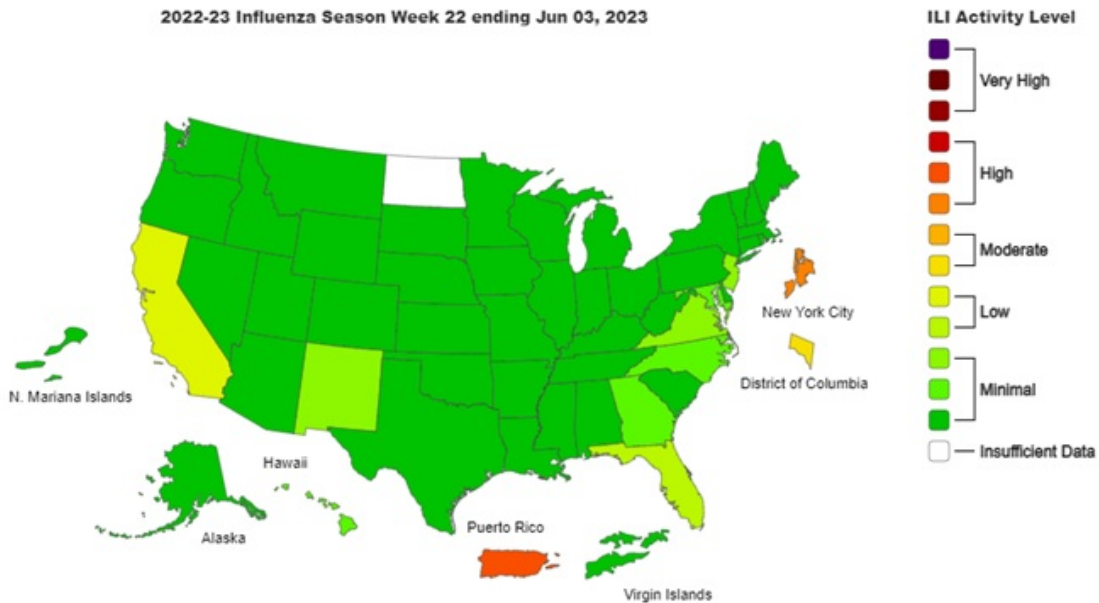 2022-23 Influenza Season Week 22 ending Jun 03, 2023
ILI Activity Level
Very High
High
Moderate
Low
Minimal
Insufficient Data
New York City
District of Columbia
N. Mariana Islands
Hawaii
Alaska
Puerto Rico
Virgin Islands